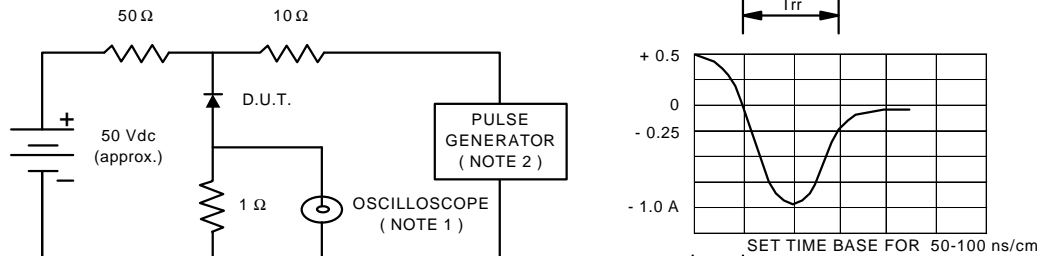 50 Ω
10 Ω
Trr
+ 0.5
0
- 0.25
- 1.0 A
D.U.T.
+
50 Vdc
(approx.)
−
PULSE
GENERATOR
( NOTE 2 )
1 Ω
OSCILLOSCOPE
( NOTE 1 )
SET TIME BASE FOR 50-100 ns/cm